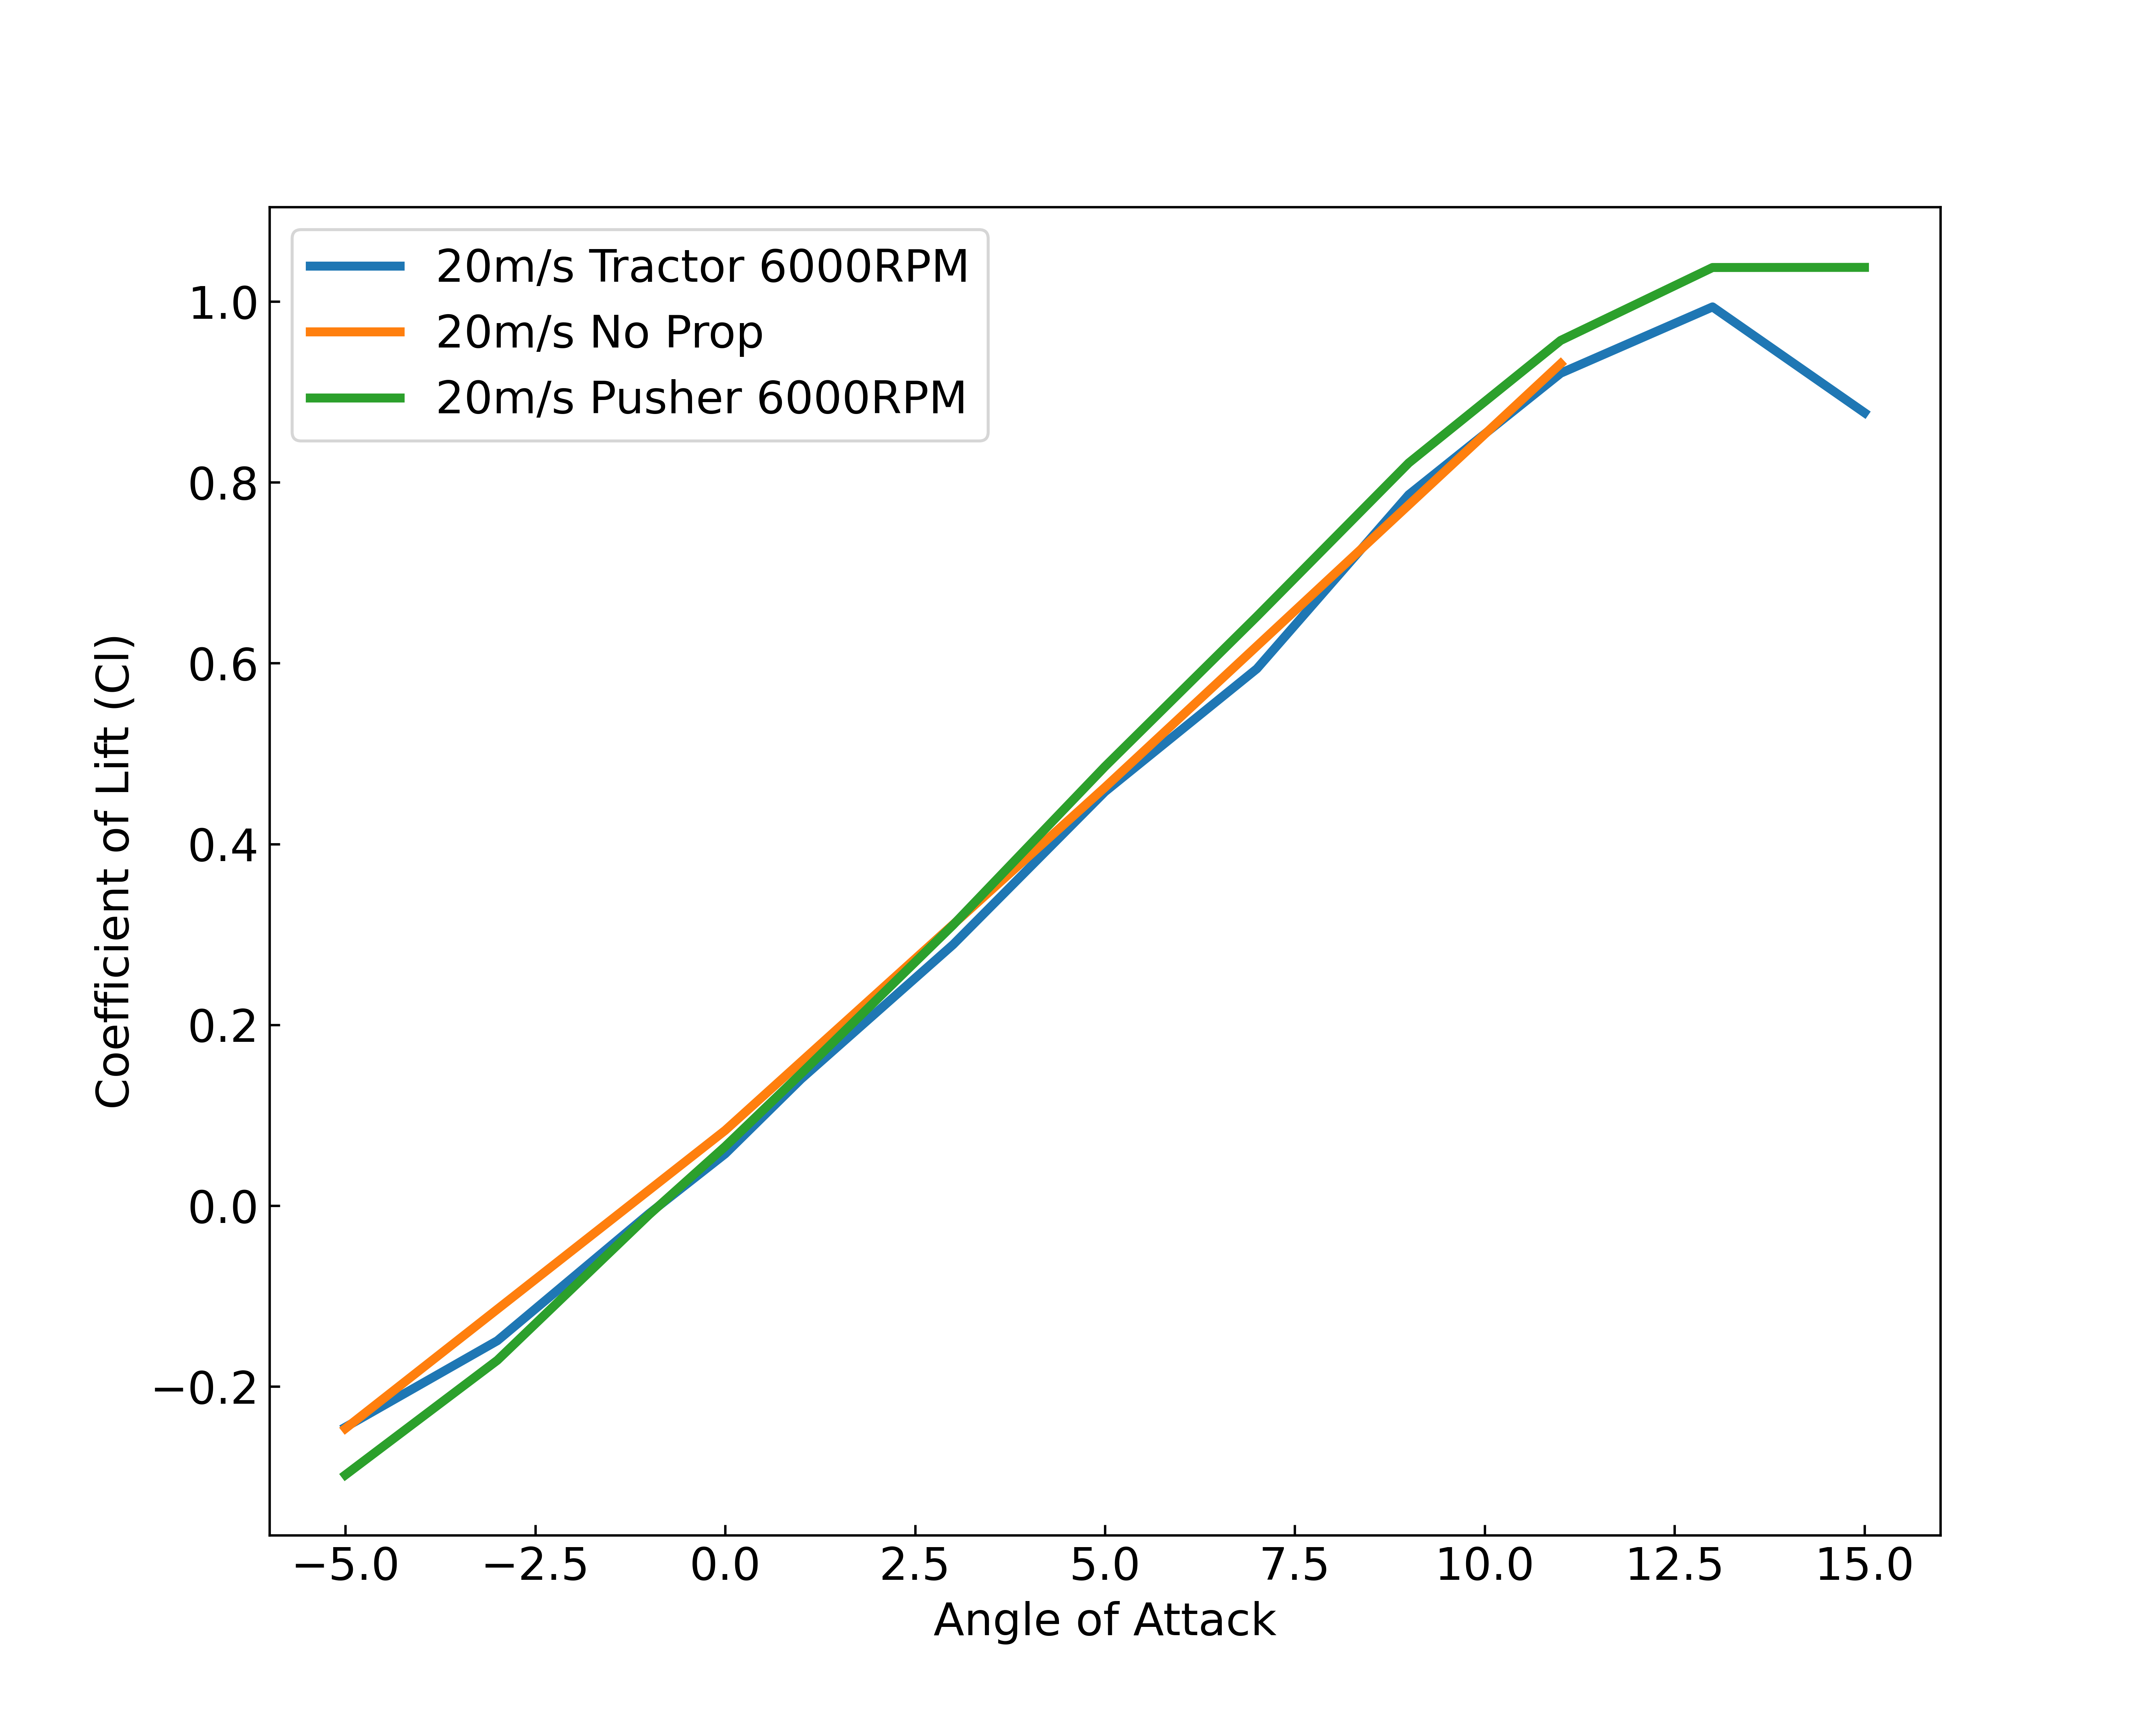 20m/s Tractor 6000RPM
20m/s No Prop
20m/s Pusher 6000RPM
1.0
0.8
0.6
0.4
0.2
0.0
−0.2
Coefficient of Lift (Cl)
−5.0 −2.5 0.0 2.5 5.0 7.5 10.0 12.5 15.0
Angle of Attack